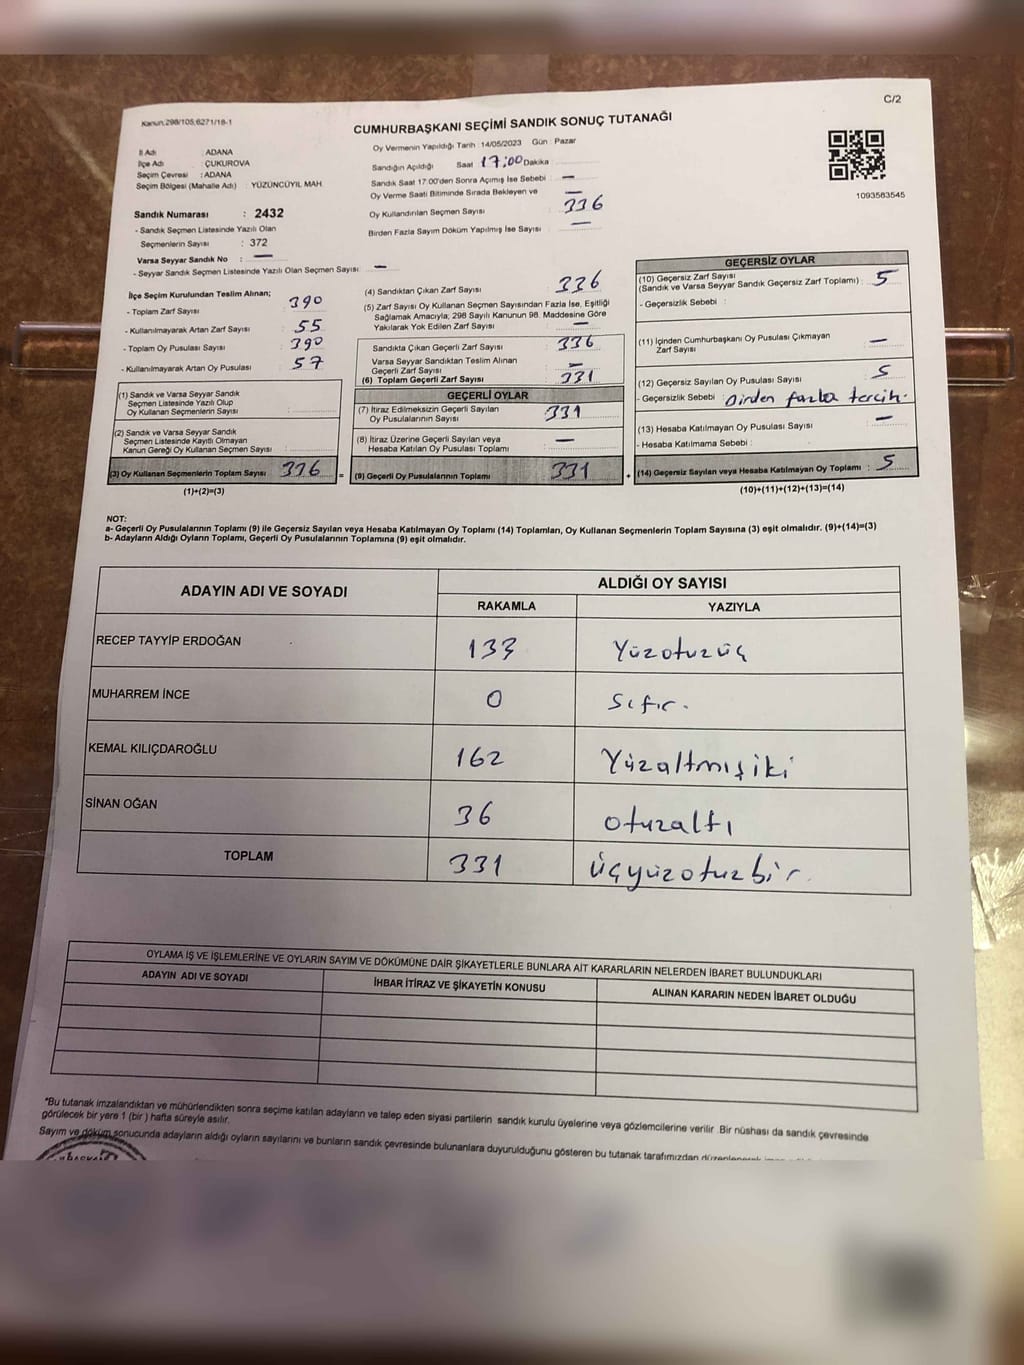 C/2
Kanun;298/105,6271/18-1
CUMHURBAŞKANI SEÇİMİ SANDIK SONUÇ TUTANAĞI
İl Adı : ADANA
İlçe Adı : ÇUKUROVA
Seçim Çevresi : ADANA
Seçim Bölgesi (Mahalle Adı) : YÜZÜNCÜYIL MAH.
Sandık Numarası : 2432
- Sandık Seçmen Listesinde Yazılı Olan
Seçmenlerin Sayısı : 372
Varsa Seyyar Sandık No : —
- Seyyar Sandık Seçmen Listesinde Yazılı Olan Seçmen Sayısı: —
Oy Vermenin Yapıldığı Tarih :14/05/2023 Gün : Pazar
Sandığın Açıldığı Saat 17:00 Dakika
Sandık Saat 17.00'den Sonra Açımış İse Sebebi : —
Oy Verme Saati Bitiminde Sırada Bekleyen ve —
Oy Kullandırılan Seçmen Sayısı 336
Birden Fazla Sayım Döküm Yapılmış İse Sayısı —
1093583545
İlçe Seçim Kurulundan Teslim Alınan;
- Toplam Zarf Sayısı : 390
- Kullanılmayarak Artan Zarf Sayısı : 55
- Toplam Oy Pusulası Sayısı : 390
- Kullanılmayarak Artan Oy Pusulası : 57
(1) Sandık ve Varsa Seyyar Sandık
Seçmen Listesinde Yazılı Olup
Oy Kullanan Seçmenlerin Sayısı :
(2) Sandık ve Varsa Seyyar Sandık
Seçmen Listesinde Kayıtlı Olmayan
Kanun Gereği Oy Kullanan Seçmen Sayısı :
(3) Oy Kullanan Seçmenlerin Toplam Sayısı : 336 =
(1)+(2)=(3)
(4) Sandıktan Çıkan Zarf Sayısı : 336
(5) Zarf Sayısı Oy Kullanan Seçmen Sayısından Fazla İse, Eşitliği
Sağlamak Amacıyla; 298 Sayılı Kanunun 98. Maddesine Göre
Yakılarak Yok Edilen Zarf Sayısı : —
Sandıkta Çıkan Geçerli Zarf Sayısı : 336
Varsa Seyyar Sandıktan Teslim Alınan
Geçerli Zarf Sayısı : —
(6) Toplam Geçerli Zarf Sayısı : 331
GEÇERLİ OYLAR
(7) İtiraz Edilmeksizin Geçerli Sayılan
Oy Pusulalarının Sayısı : 331
(8) İtiraz Üzerine Geçerli Sayılan veya
Hesaba Katılan Oy Pusulası Toplamı : —
(9) Geçerli Oy Pusulalarının Toplamı : 331 +
GEÇERSİZ OYLAR
(10) Geçersiz Zarf Sayısı
(Sandık ve Varsa Seyyar Sandık Geçersiz Zarf Toplamı) : 5
- Geçersizlik Sebebi :
(11) İçinden Cumhurbaşkanı Oy Pusulası Çıkmayan
Zarf Sayısı : —
(12) Geçersiz Sayılan Oy Pusulası Sayısı : 5
- Geçersizlik Sebebi : Birden fazla tercih.
(13) Hesaba Katılmayan Oy Pusulası Sayısı : —
- Hesaba Katılmama Sebebi :
(14) Geçersiz Sayılan veya Hesaba Katılmayan Oy Toplamı : 5
(10)+(11)+(12)+(13)=(14)
NOT:
a- Geçerli Oy Pusulalarının Toplamı (9) ile Geçersiz Sayılan veya Hesaba Katılmayan Oy Toplamı (14) Toplamları, Oy Kullanan Seçmenlerin Toplam Sayısına (3) eşit olmalıdır. (9)+(14)=(3)
b- Adayların Aldığı Oyların Toplamı, Geçerli Oy Pusulalarının Toplamına (9) eşit olmalıdır.
ADAYIN ADI VE SOYADI
ALDIĞI OY SAYISI
RAKAMLA YAZIYLA
RECEP TAYYİP ERDOĞAN 133 Yüzotuzüç
MUHARREM İNCE 0 Sıfır.
KEMAL KILIÇDAROĞLU 162 Yüzaltmışiki
SİNAN OĞAN 36 otuzaltı
TOPLAM 331 Üçyüzotuzbir.
OYLAMA İŞ VE İŞLEMLERİNE VE OYLARIN SAYIM VE DÖKÜMÜNE DAİR ŞİKAYETLERLE BUNLARA AİT KARARLARIN NELERDEN İBARET BULUNDUKLARI
ADAYIN ADI VE SOYADI İHBAR İTİRAZ VE ŞİKAYETİN KONUSU ALINAN KARARIN NEDEN İBARET OLDUĞU
*Bu tutanak imzalandıktan ve mühürlendikten sonra seçime katılan adayların ve talep eden siyasi partilerin sandık kurulu üyelerine veya gözlemcilerine verilir .Bir nüshası da sandık çevresinde
görülecek bir yere 1 (bir ) hafta süreyle asılır.
Sayım ve döküm sonucunda adayların aldığı oyların sayılarını ve bunların sandık çevresinde bulunanlara duyurulduğunu gösteren bu tutanak tarafımızdan